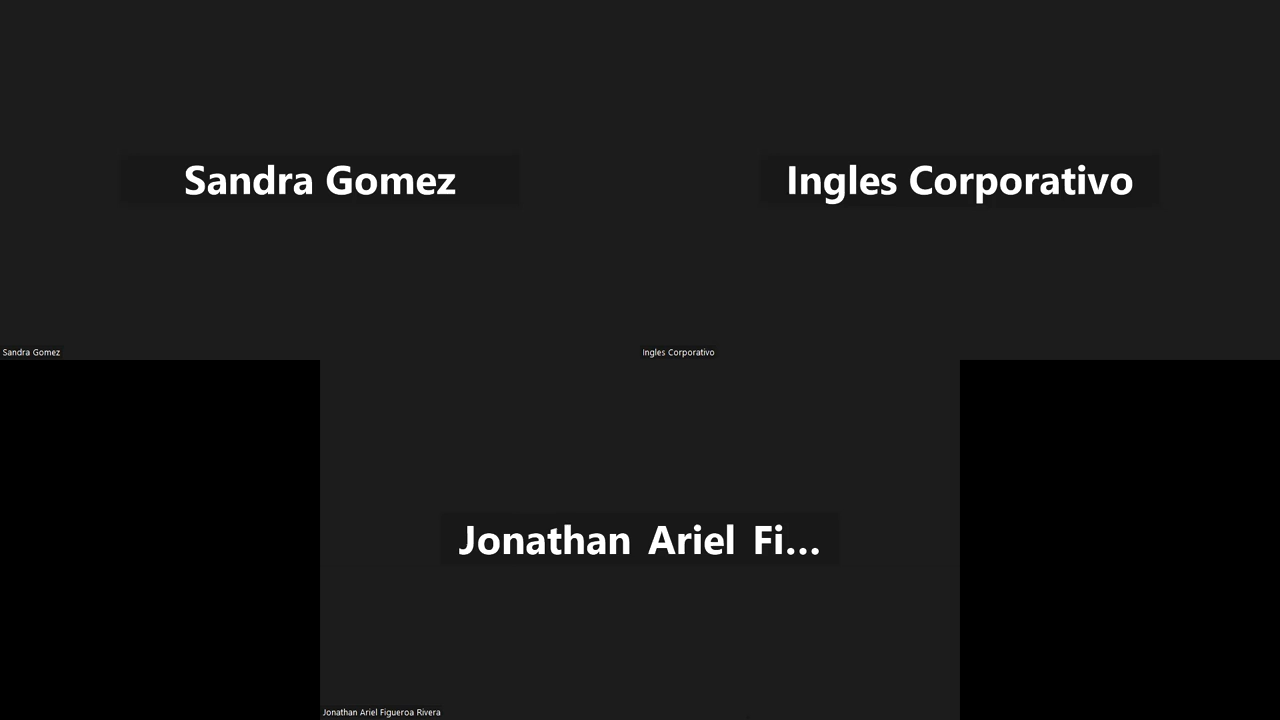 Sandra Gomez
Ingles Corporativo
Sandra Gomez
Ingles Corporativo
Jonathan Ariel Fi...
Jonathan Ariel Figueroa Rivera